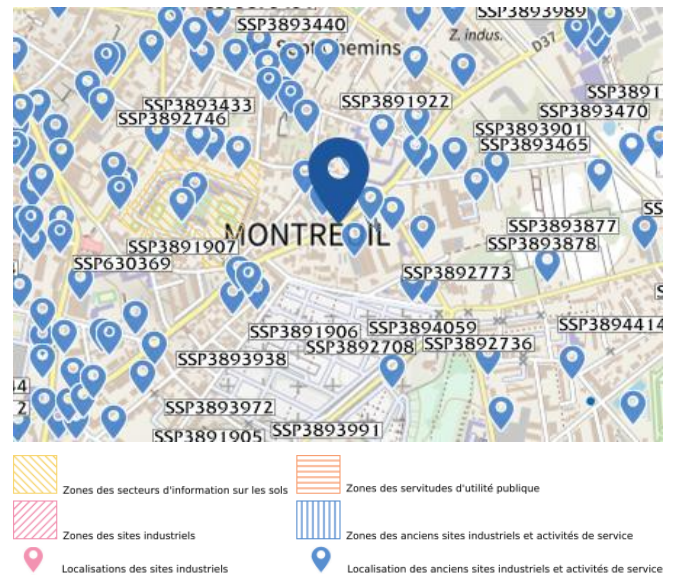 SSP3893440
SSP3893989
Z. indus.
D37
SSP3893433
SSP3891922
SSP3892746
SSP3893470
SSP3893901
SSP3893465
MONTREUIL
SSP3893877
SSP3891907
SSP3893878
SSP630369
SSP3892773
SSP3891906
SSP3894059
SSP3894414
SSP3892708
SSP3892736
SSP3893938
SSP3893972
SSP3891905
SSP3893991
Zones des secteurs d'information sur les sols
Zones des servitudes d'utilité publique
Zones des sites industriels
Zones des anciens sites industriels et activités de service
Localisations des sites industriels
Localisation des anciens sites industriels et activités de service